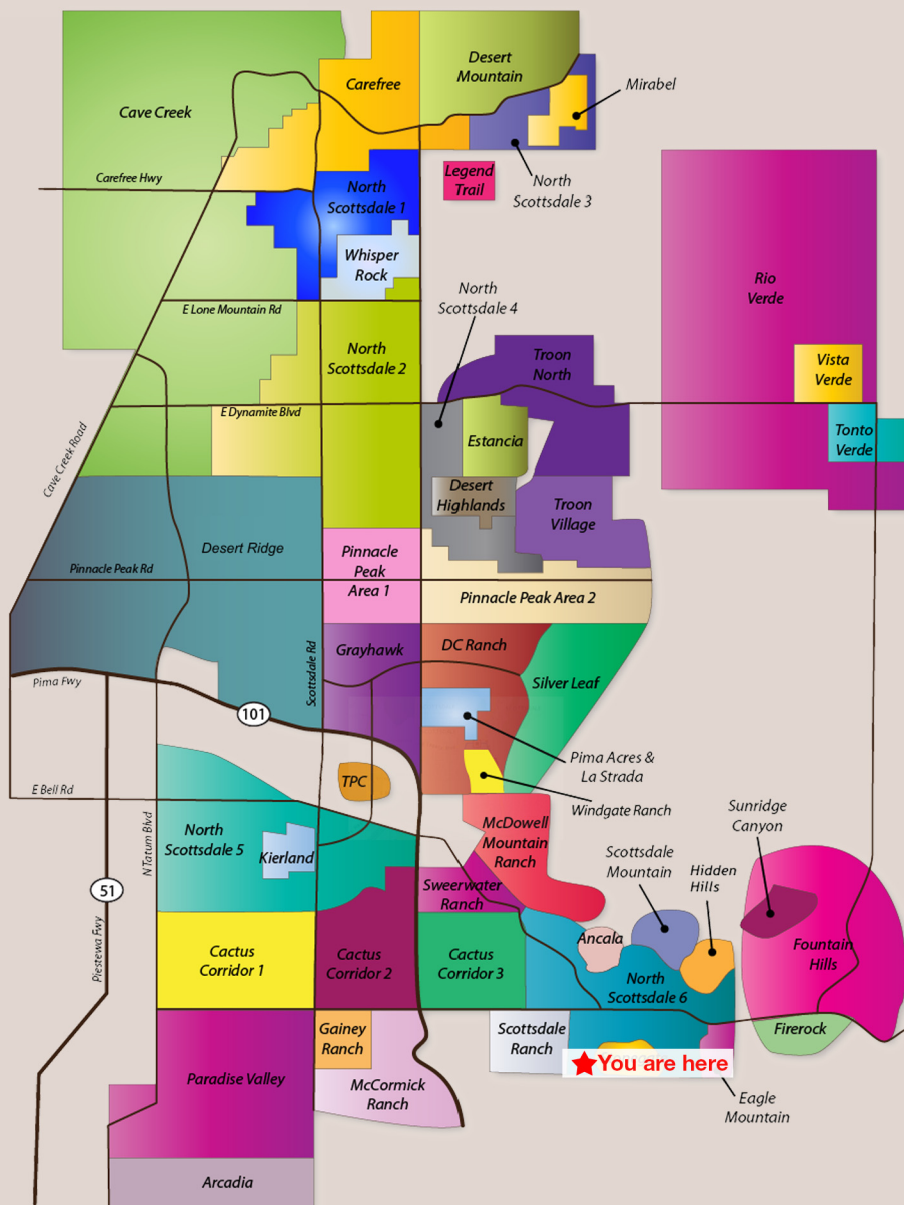 Desert
Mountain
Carefree
Mirabel
Cave Creek
Carefree Hwy
Legend
Trail
North
Scottsdale 3
North
Scottsdale 1
Whisper
Rock
Rio
Verde
North
Scottsdale 4
E Lone Mountain Rd
North
Scottsdale 2
Troon
North
Vista
Verde
E Dynamite Blvd
Cave Creek Road
Estancia
Tonto
Verde
Desert
Highlands
Troon
Village
Desert Ridge
Pinnacle
Peak
Area 1
Pinnacle Peak Rd
Pinnacle Peak Area 2
Scottsdale Rd
Grayhawk
DC Ranch
Silver Leaf
Pima Fwy
101
Pima Acres &
La Strada
TPC
E Bell Rd
Windgate Ranch
N Tatum Blvd
North
Scottsdale 5
Kierland
McDowell
Mountain
Ranch
Sunridge
Canyon
Scottsdale
Mountain
Hidden
Hills
51
Piestewa Fwy
Sweerwater
Ranch
Cactus
Corridor 1
Cactus
Corridor 2
Cactus
Corridor 3
Ancala
North
Scottsdale 6
Fountain
Hills
Gainey
Ranch
Scottsdale
Ranch
Firerock
You are here
Paradise Valley
McCormick
Ranch
Eagle
Mountain
Arcadia